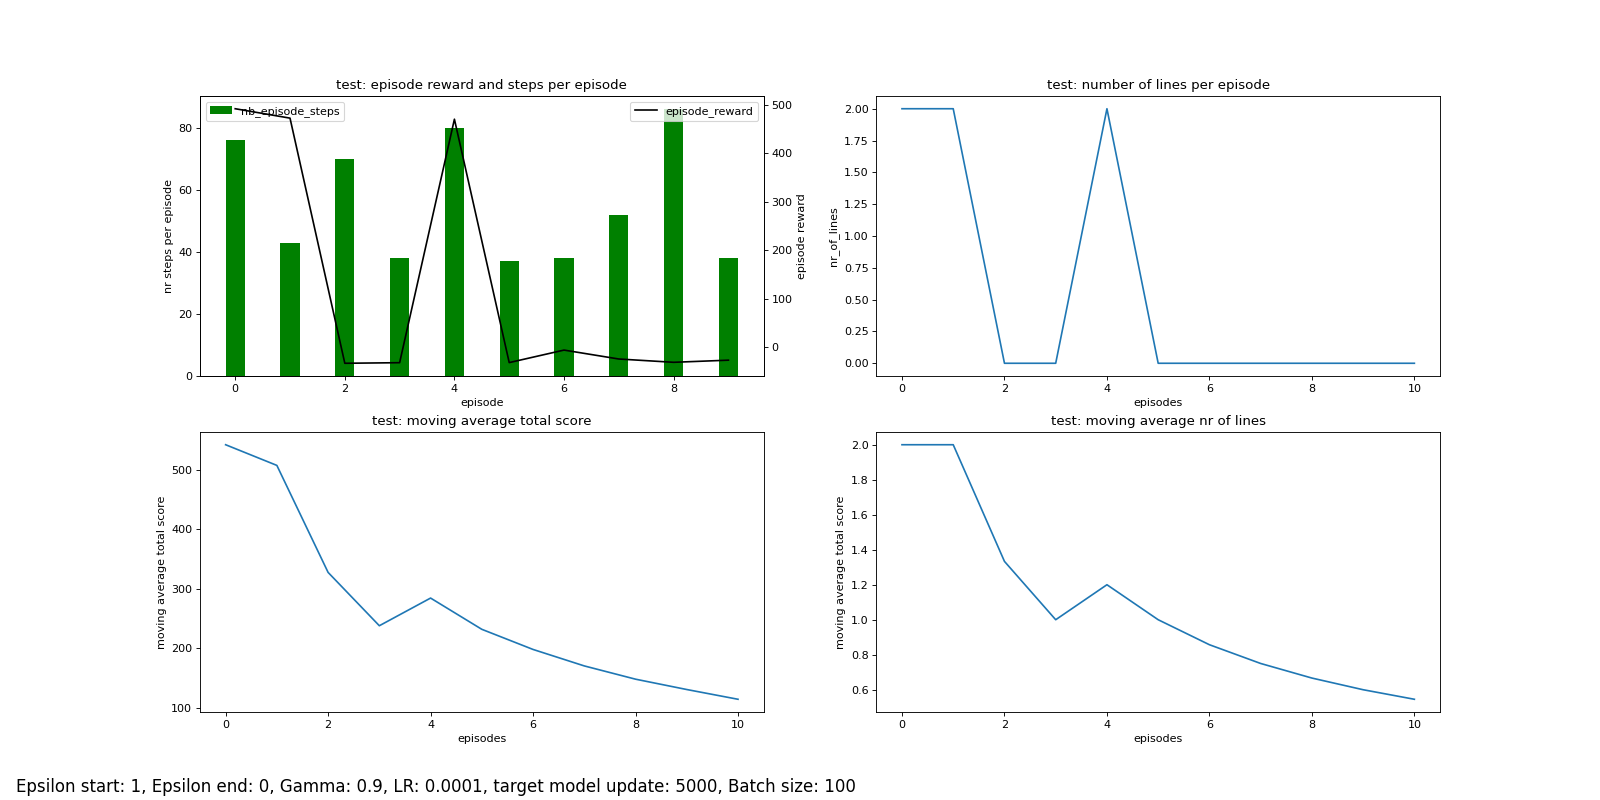 test: episode reward and steps per episode
nb_episode_steps
episode_reward
nr steps per episode
80
60
40
20
0
500
400
300
200
100
0
episode reward
0 2 4 6 8
episode
test: number of lines per episode
nr_of_lines
2.00
1.75
1.50
1.25
1.00
0.75
0.50
0.25
0.00
0 2 4 6 8 10
episodes
test: moving average total score
moving average total score
500
400
300
200
100
0 2 4 6 8 10
episodes
test: moving average nr of lines
moving average total score
2.0
1.8
1.6
1.4
1.2
1.0
0.8
0.6
0 2 4 6 8 10
episodes
Epsilon start: 1, Epsilon end: 0, Gamma: 0.9, LR: 0.0001, target model update: 5000, Batch size: 100